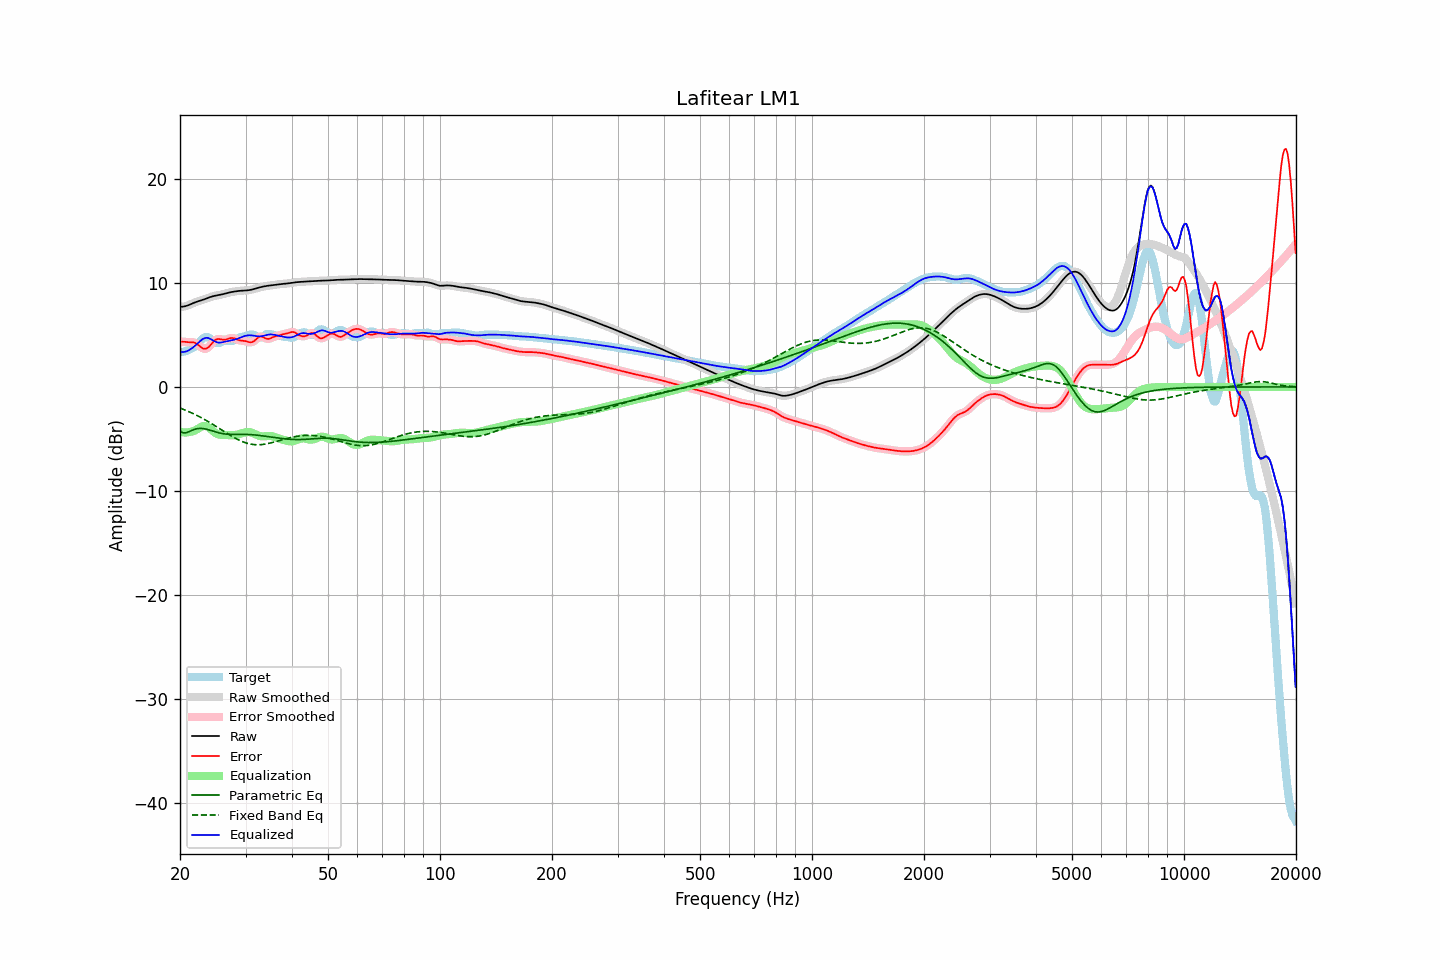 Lafitear LM1
Amplitude (dBr)
20
10
0
−10
−20
−30
−40
Target
Raw Smoothed
Error Smoothed
Raw
Error
Equalization
Parametric Eq
Fixed Band Eq
Equalized
20 50 100 200 500 1000 2000 5000 10000 20000
Frequency (Hz)